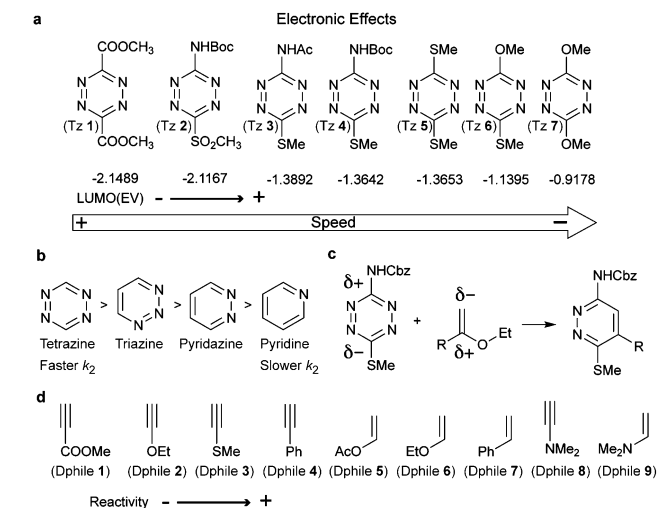 a
Electronic Effects
COOCH3 NHBoc NHAc NHBoc SMe OMe OMe
N N N N N N N N N N N N N N
N N N N N N N N N N N N N N
(Tz 1) (Tz 2) (Tz 3) (Tz 4) (Tz 5) (Tz 6) (Tz 7)
COOCH3 SO2CH3 SMe SMe SMe SMe OMe
-2.1489 -2.1167 -1.3892 -1.3642 -1.3653 -1.1395 -0.9178
LUMO(EV) - +
+ Speed −
b
N N N N > N N N > N N > N
Tetrazine Triazine Pyridazine Pyridine
Faster k2 Slower k2
c
NHCbz
δ+
N N
N N
δ−
SMe
+
δ−
R δ+ O Et
NHCbz
N
N
R
SMe
d
COOMe OEt SMe Ph AcO EtO Ph NMe2 Me2N
(Dphile 1) (Dphile 2) (Dphile 3) (Dphile 4) (Dphile 5) (Dphile 6) (Dphile 7) (Dphile 8) (Dphile 9)
Reactivity - +